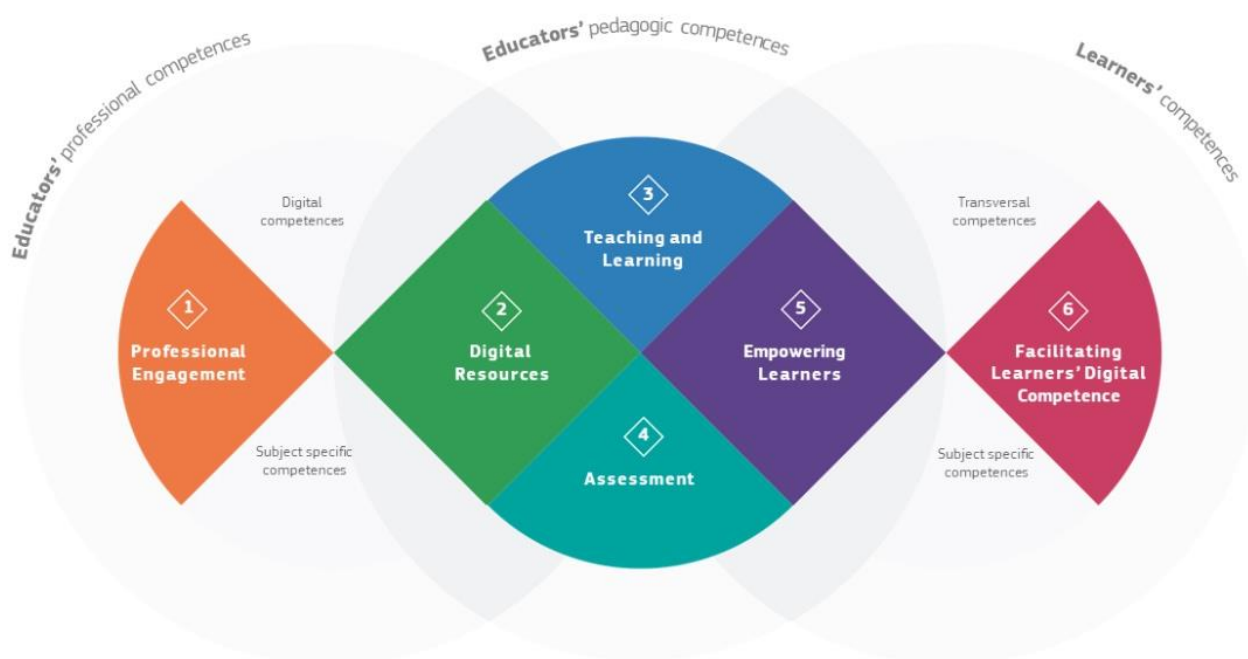 Educators' professional competences
Educators' pedagogic competences
Learners' competences
Digital
competences
Subject specific
competences
1
Professional
Engagement
2
Digital
Resources
3
Teaching and
Learning
4
Assessment
5
Empowering
Learners
Transversal
competences
Subject specific
competences
6
Facilitating
Learners' Digital
Competence